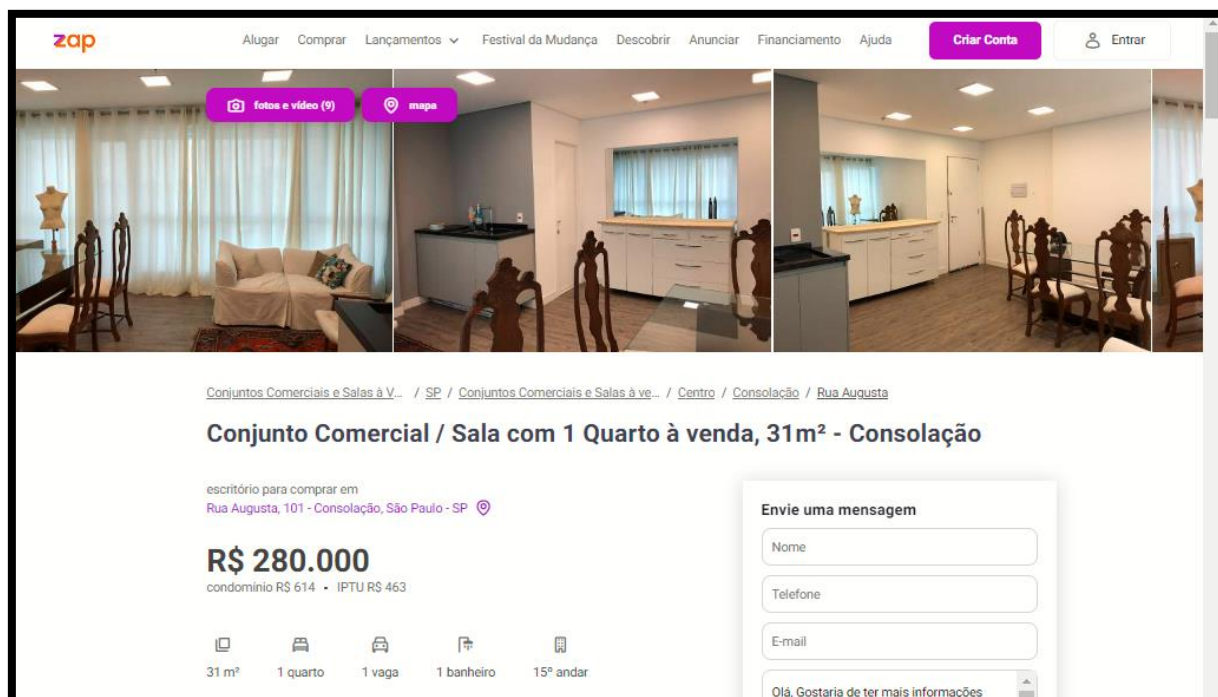 zap
Alugar Comprar Lançamentos Festival da Mudança Descobrir Anunciar Financiamento Ajuda Criar Conta Entrar
fotos e vídeo (9) mapa
Conjuntos Comerciais e Salas à V... / SP / Conjuntos Comerciais e Salas à ve... / Centro / Consolação / Rua Augusta
Conjunto Comercial / Sala com 1 Quarto à venda, 31m² - Consolação
escritório para comprar em
Rua Augusta, 101 - Consolação, São Paulo - SP
R$ 280.000
condomínio R$ 614 • IPTU R$ 463
31 m² 1 quarto 1 vaga 1 banheiro 15º andar
Envie uma mensagem
Nome
Telefone
E-mail
Olá, Gostaria de ter mais informações